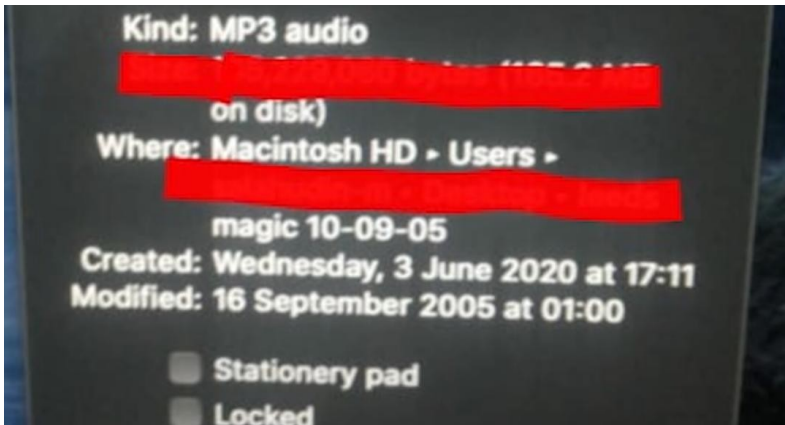 Kind: MP3 audio
on disk)
Where: Macintosh HD ▸ Users ▸
magic 10-09-05
Created: Wednesday, 3 June 2020 at 17:11
Modified: 16 September 2005 at 01:00
Stationery pad
Locked